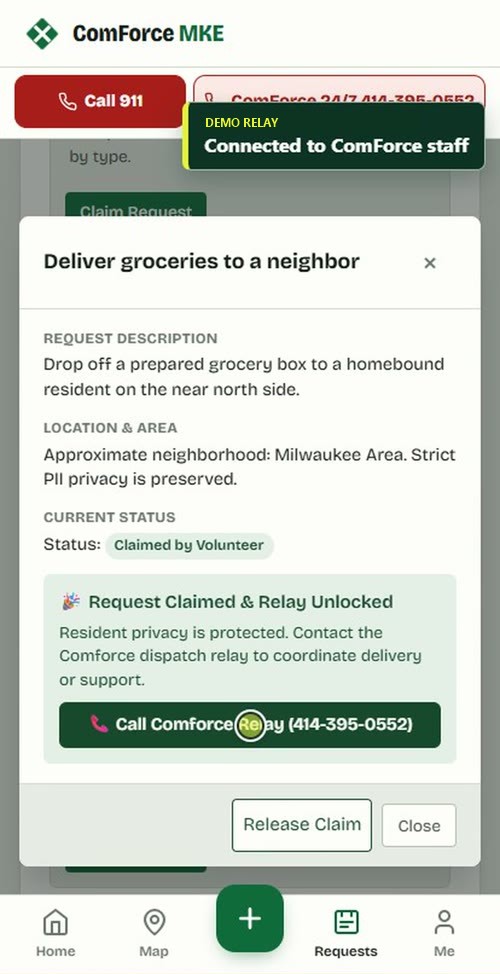 ComForce MKE
Call 911
ComForce 24/7 414-395-0552
DEMO RELAY
Connected to ComForce staff
by type.
Claim Request
Deliver groceries to a neighbor
×
REQUEST DESCRIPTION
Drop off a prepared grocery box to a homebound
resident on the near north side.
LOCATION & AREA
Approximate neighborhood: Milwaukee Area. Strict
PII privacy is preserved.
CURRENT STATUS
Status: Claimed by Volunteer
🎉 Request Claimed & Relay Unlocked
Resident privacy is protected. Contact the
Comforce dispatch relay to coordinate delivery
or support.
📞 Call Comforce Relay (414-395-0552)
Release Claim
Close
Home
Map
+
Requests
Me